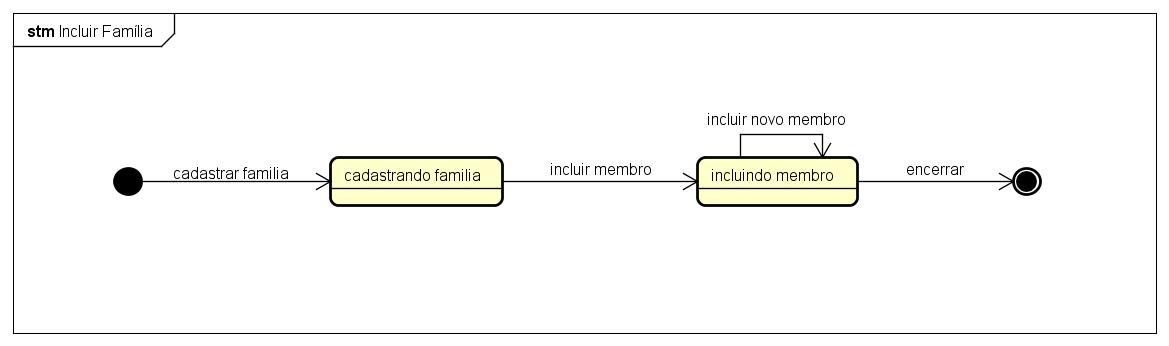 stm Incluir Família
incluir novo membro
cadastrar familia
cadastrando familia
incluir membro
incluindo membro
encerrar